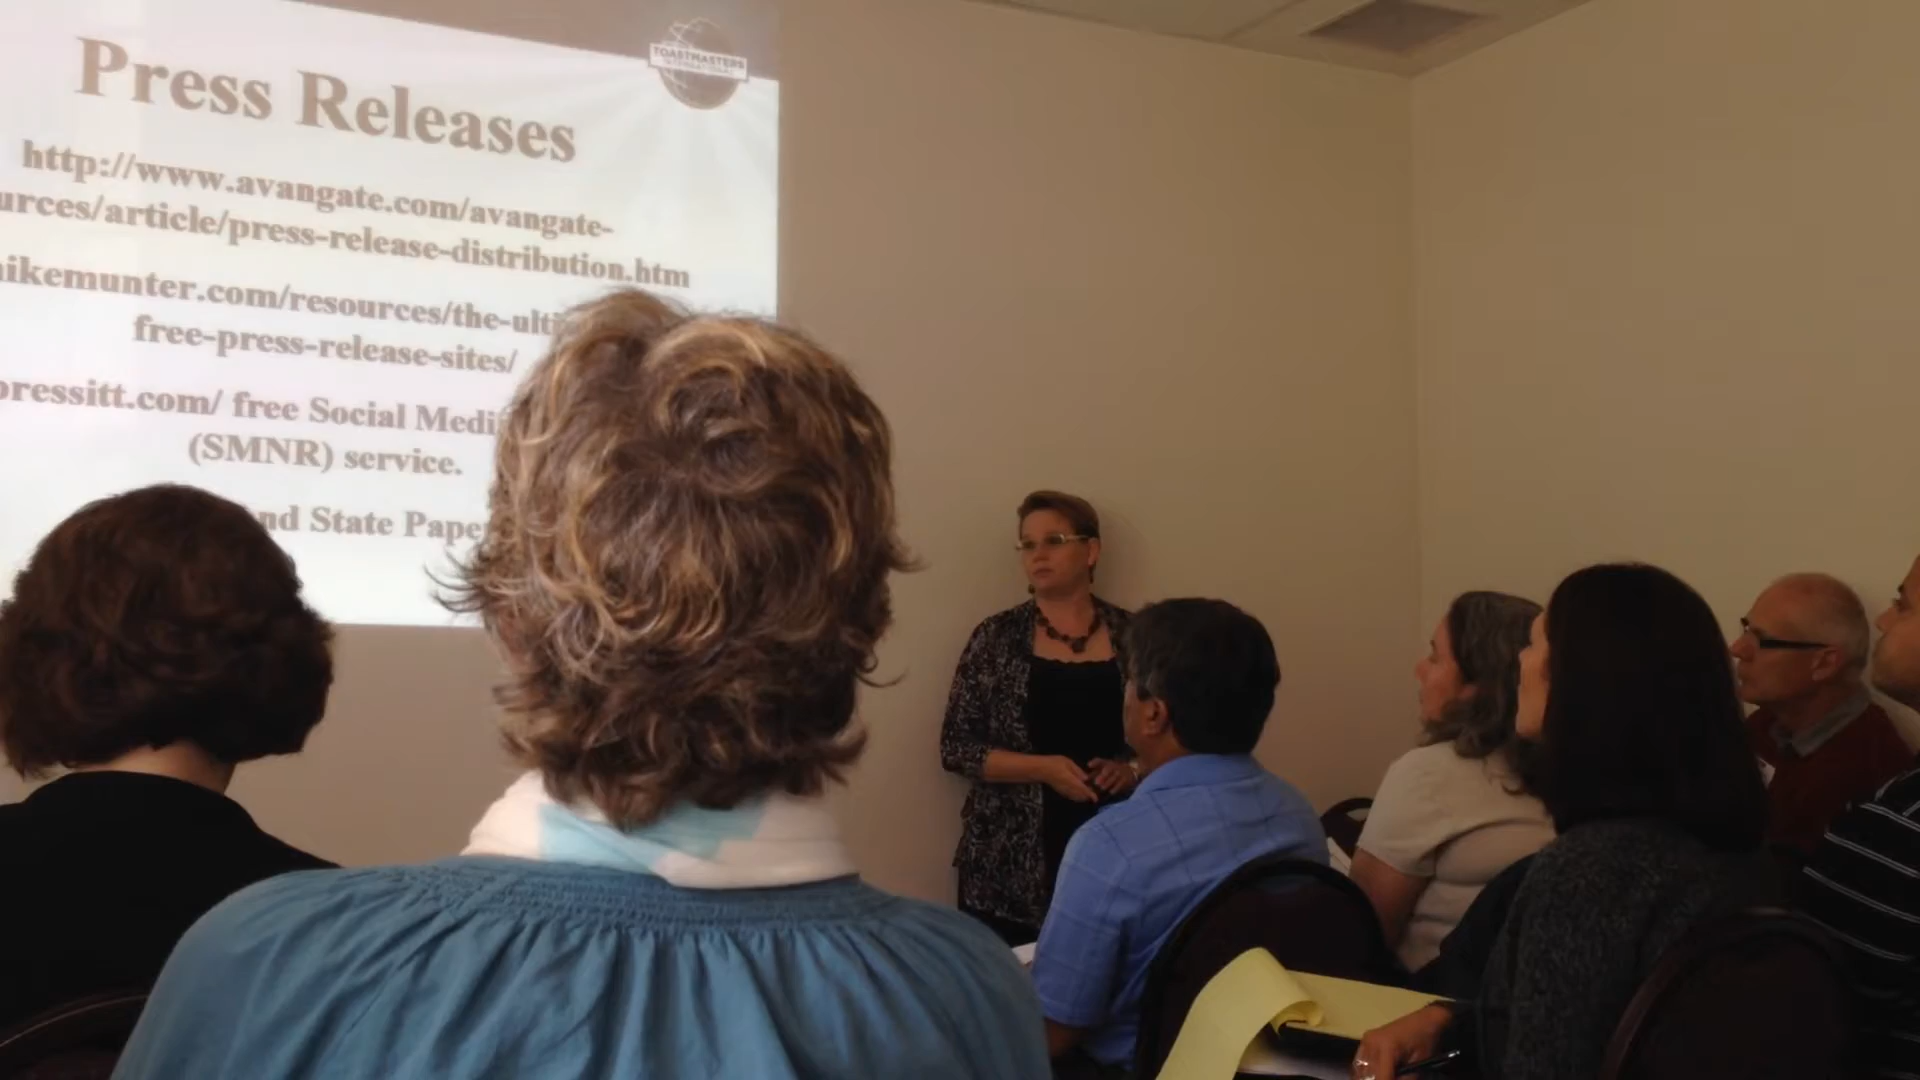 TOASTMASTERS
INTERNATIONAL
Press Releases
http://www.avangate.com/avangate-
urces/article/press-release-distribution.htm
ikemunter.com/resources/the-ulti
free-press-release-sites/
pressitt.com/ free Social Medi
(SMNR) service.
nd State Pape